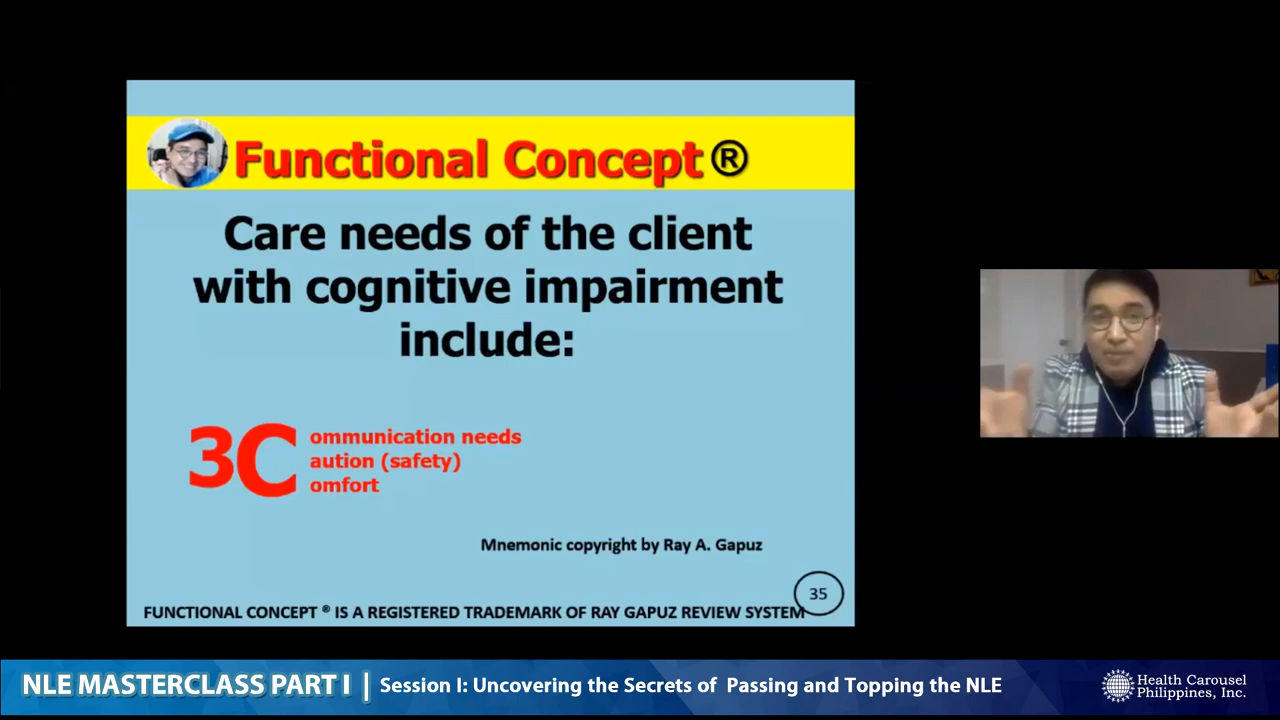 Functional Concept®
Care needs of the client
with cognitive impairment
include:
3C ommunication needs
aution (safety)
omfort
Mnemonic copyright by Ray A. Gapuz
35
FUNCTIONAL CONCEPT ® IS A REGISTERED TRADEMARK OF RAY GAPUZ REVIEW SYSTEM
NLE MASTERCLASS PART I | Session I: Uncovering the Secrets of Passing and Topping the NLE
Health Carousel
Philippines, Inc.